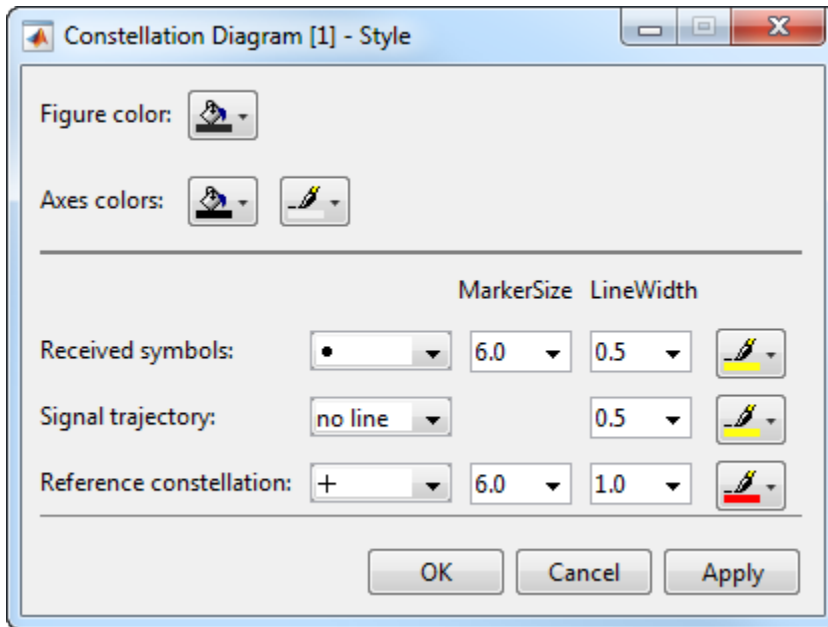 Constellation Diagram [1] - Style
Figure color:
Axes colors:
MarkerSize LineWidth
Received symbols: • 6.0 0.5
Signal trajectory: no line 0.5
Reference constellation: + 6.0 1.0
OK Cancel Apply